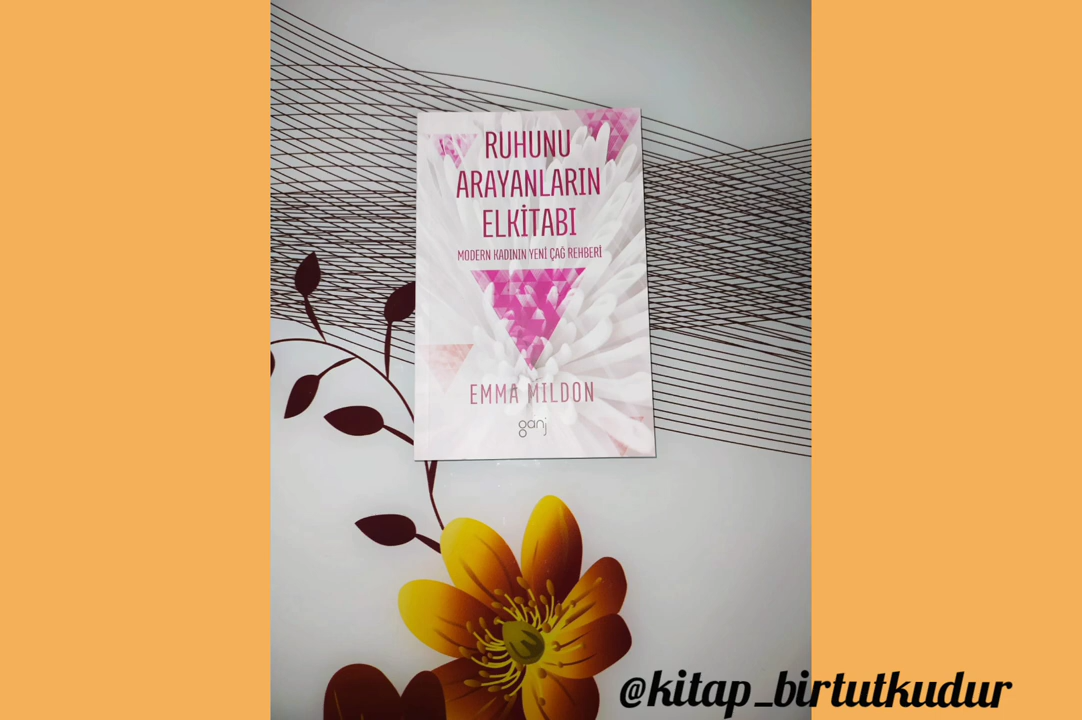 RUHUNU
ARAYANLARIN
ELKİTABI
MODERN KADININ YENİ ÇAĞ REHBERİ
EMMA MILDON
ganj
@kitap_birtutkudur